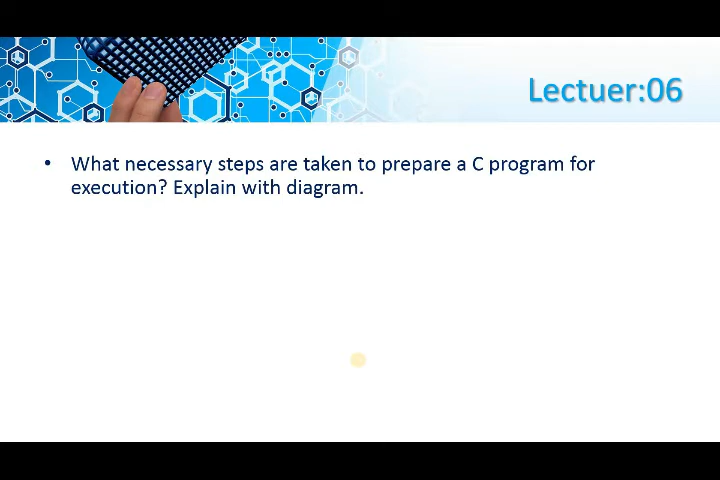 Lectuer:06
• What necessary steps are taken to prepare a C program for
execution? Explain with diagram.